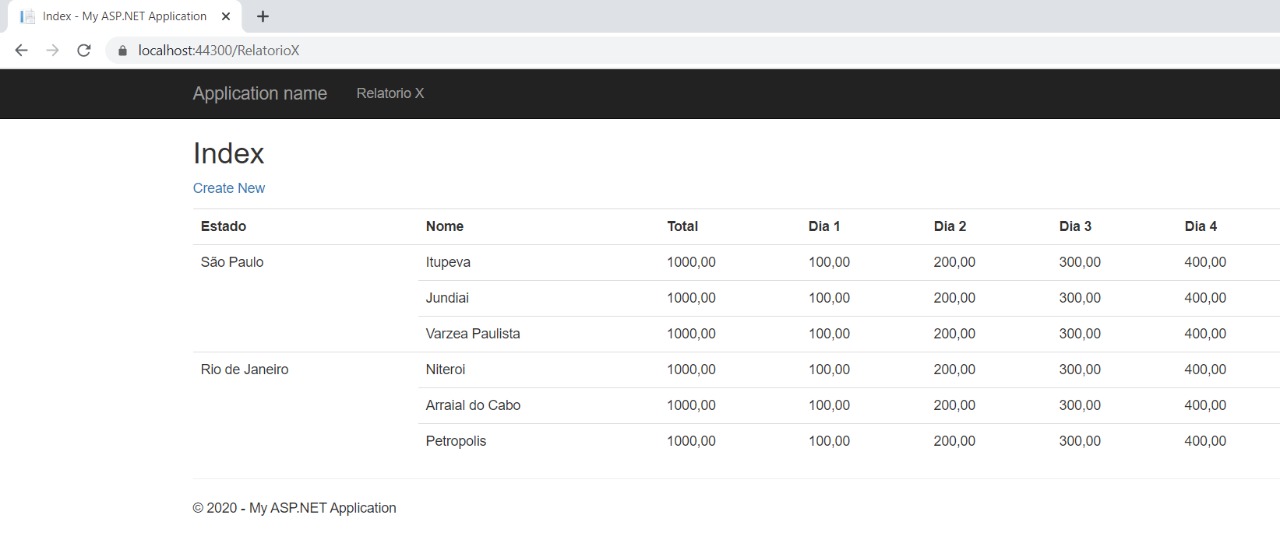 Index - My ASP.NET Application
localhost:44300/RelatorioX
Application name Relatorio X
Index
Create New
Estado Nome Total Dia 1 Dia 2 Dia 3 Dia 4
São Paulo Itupeva 1000,00 100,00 200,00 300,00 400,00
Jundiai 1000,00 100,00 200,00 300,00 400,00
Varzea Paulista 1000,00 100,00 200,00 300,00 400,00
Rio de Janeiro Niteroi 1000,00 100,00 200,00 300,00 400,00
Arraial do Cabo 1000,00 100,00 200,00 300,00 400,00
Petropolis 1000,00 100,00 200,00 300,00 400,00
© 2020 - My ASP.NET Application